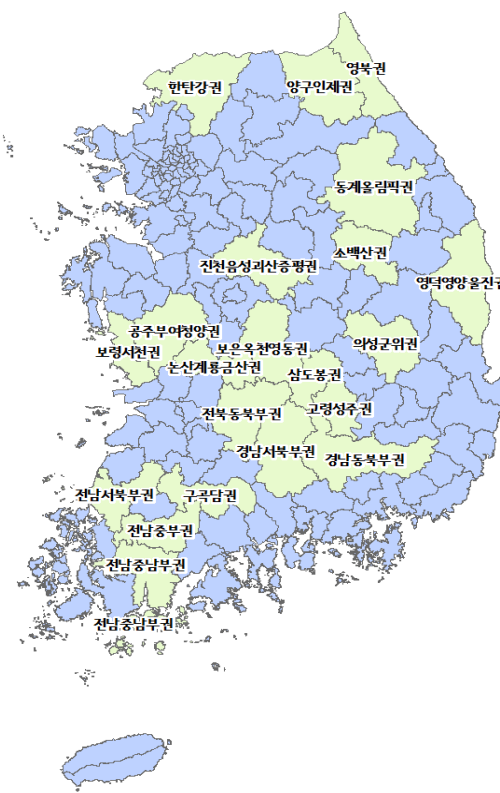 영북권
한탄강권
양구인제권
동계올림픽권
소백산권
진천음성괴산증평권
영덕영양울진권
공주부여청양권
보령서천권
보은옥천영동권
의성군위권
논산계룡금산권
삼도봉권
전북동북부권
고령성주권
경남서북부권
경남동북부권
전남서북부권
구곡담권
전남중부권
전남중남부권
전남중남부권